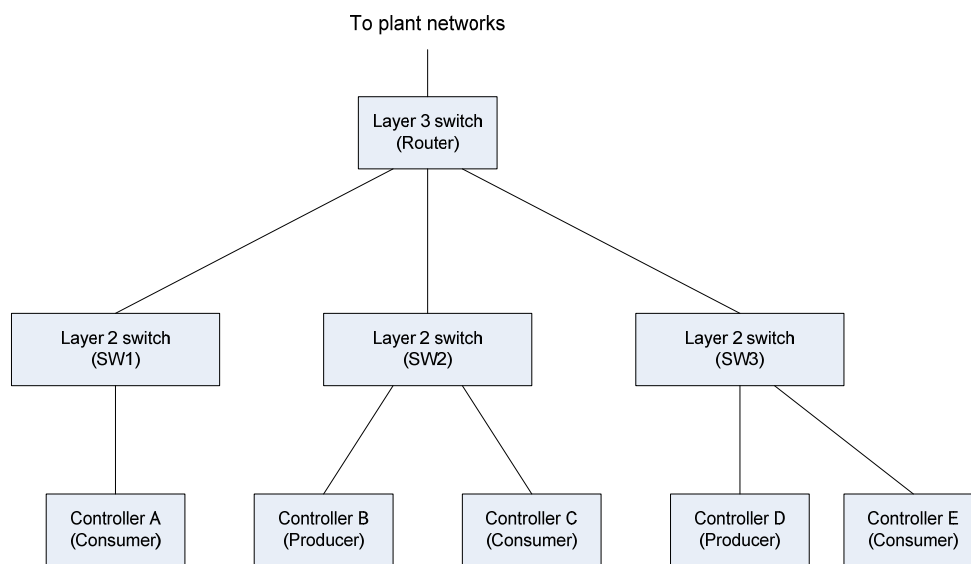 To plant networks
Layer 3 switch
(Router)
Layer 2 switch
(SW1)
Layer 2 switch
(SW2)
Layer 2 switch
(SW3)
Controller A
(Consumer)
Controller B
(Producer)
Controller C
(Consumer)
Controller D
(Producer)
Controller E
(Consumer)